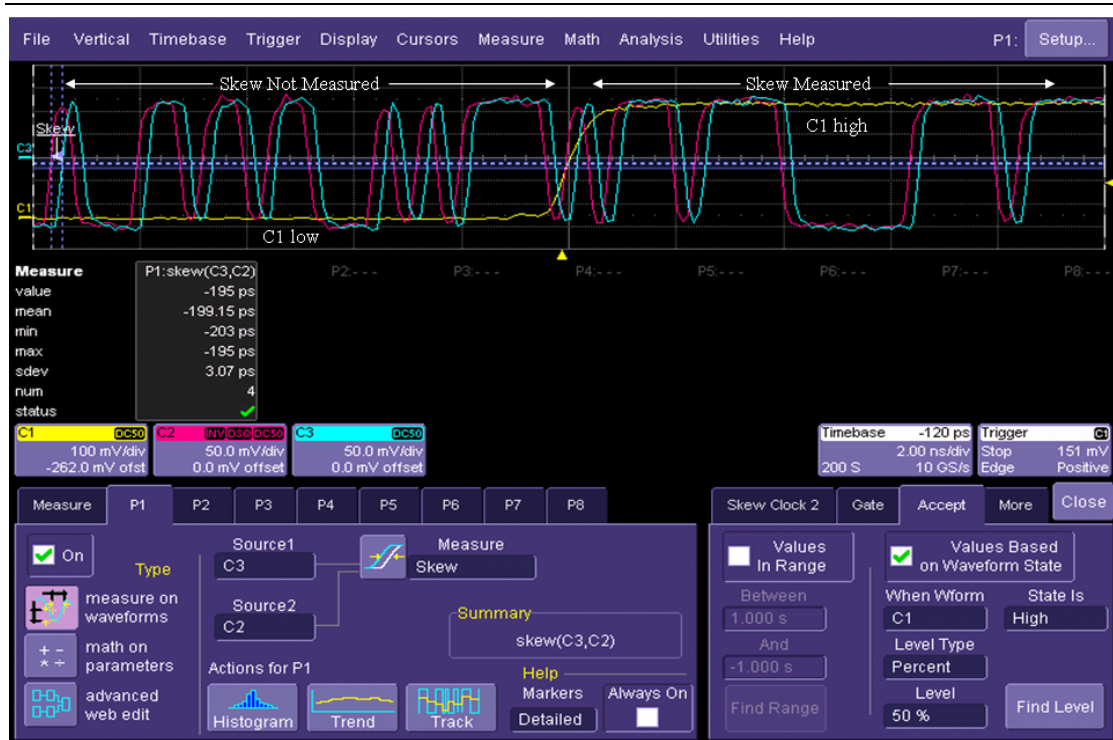 File Vertical Timebase Trigger Display Cursors Measure Math Analysis Utilities Help P1: Setup...
Skew Not Measured Skew Measured
C1 high
Skew
C3
C1
C1 low
Measure P1:skew(C3,C2) P2:- - - P3:- - - P4:- - - P5:- - - P6:- - - P7:- - - P8:- - -
value -195 ps
mean -199.15 ps
min -203 ps
max -195 ps
sdev 3.07 ps
num 4
status
C1 DC50 C2 INV DSQ DC50 C3 DC50 Timebase -120 ps Trigger C1
100 mV/div 50.0 mV/div 50.0 mV/div 2.00 ns/div Stop 151 mV
-262.0 mV ofst 0.0 mV offset 0.0 mV offset 200 S 10 GS/s Edge Positive
Measure P1 P2 P3 P4 P5 P6 P7 P8 Skew Clock 2 Gate Accept More Close
On
Type
measure on
waveforms
math on
parameters
advanced
web edit
Source1
C3
Source2
C2
Measure
Skew
Summary
skew(C3,C2)
Actions for P1
Histogram Trend Track
Help
Markers
Detailed
Always On
Values
In Range
Between
1.000 s
And
-1.000 s
Find Range
Values Based
on Waveform State
When Wform State Is
C1 High
Level Type
Percent
Level
50 %
Find Level